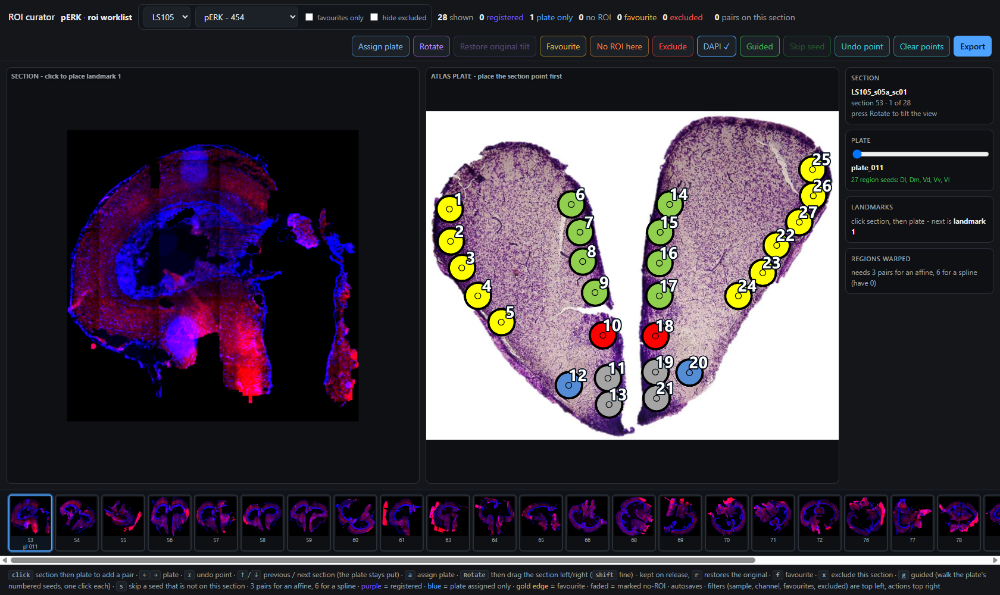 ROI curator pERK · roi worklist LS105 pERK - 454 favourites only hide excluded 28 shown 0 registered 1 plate only 0 no ROI 0 favourite 0 excluded 0 pairs on this section
Assign plate Rotate Restore original tilt Favourite No ROI here Exclude DAPI ✓ Guided Skip seed Undo point Clear points Export
SECTION - click to place landmark 1
ATLAS PLATE - place the section point first
1
2
3
4
5
6
7
8
9
10
11
12
13
14
15
16
17
18
19
20
21
22
23
24
25
26
27
SECTION
LS105_s05a_sc01
section 53 · 1 of 28
press Rotate to tilt the view
PLATE
plate_011
27 region seeds: Dl, Dm, Vd, Vv, Vl
LANDMARKS
click section, then plate - next is landmark
1
REGIONS WARPED
needs 3 pairs for an affine, 6 for a spline
(have 0)
53 54 55 56 57 58 59 60 61 63 64 65 66 68 69 70 71 72 76 77 78
pl 011
click section then plate to add a pair · ← → plate · z undo point · ↑ / ↓ previous / next section (the plate stays put) · a assign plate · Rotate then drag the section left/right (shift fine) - kept on release, r restores the original · f favourite · x exclude this section · g guided (walk the plate's
numbered seeds, one click each) · s skip a seed that is not on this section · 3 pairs for an affine, 6 for a spline · purple = registered · blue = plate assigned only · gold edge = favourite · faded = marked no-ROI · autosaves · filters (sample, channel, favourites, excluded) are top left, actions top right